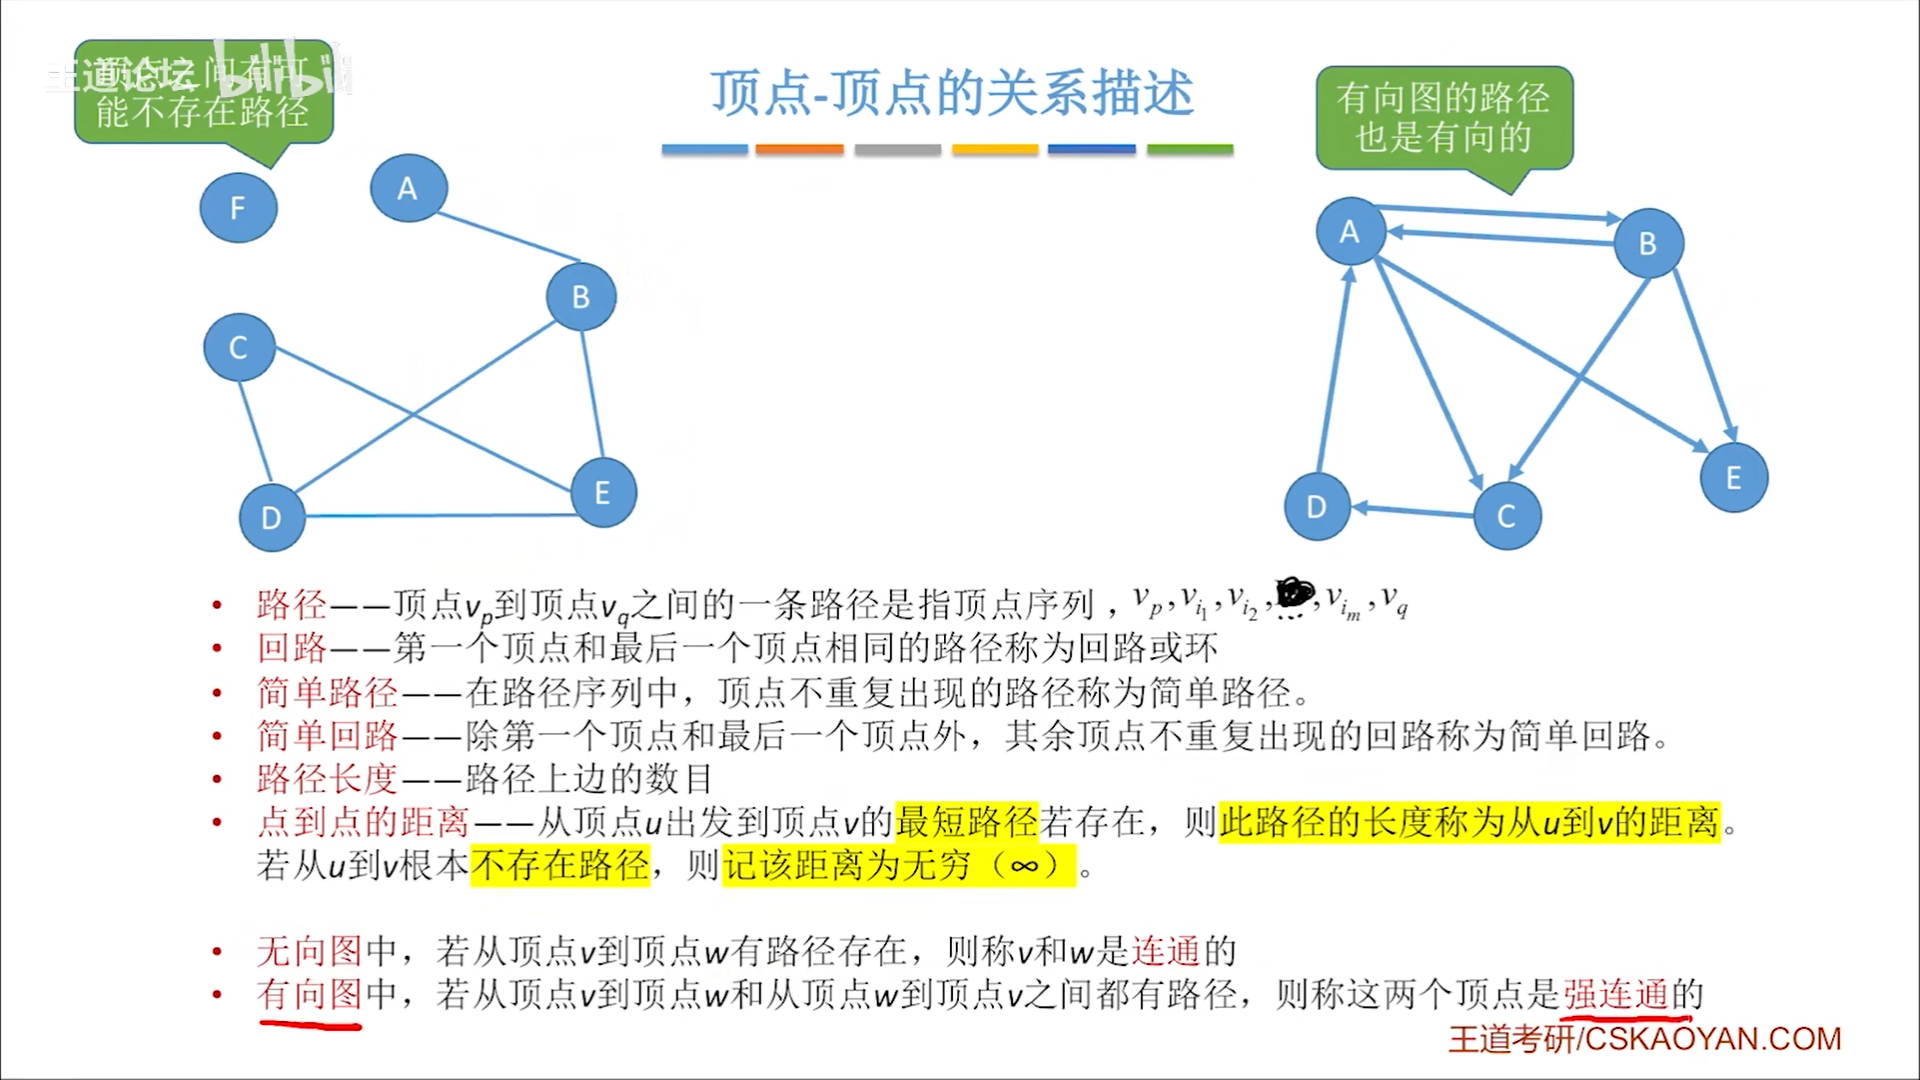 王道论坛 bilibili
顶点之间有可
能不存在路径
顶点-顶点的关系描述
有向图的路径
也是有向的
F
A
B
C
D
E
A
B
D
C
E
• 路径——顶点vp到顶点vq之间的一条路径是指顶点序列，vp,vi1,vi2, ,vim,vq
• 回路——第一个顶点和最后一个顶点相同的路径称为回路或环
• 简单路径——在路径序列中，顶点不重复出现的路径称为简单路径。
• 简单回路——除第一个顶点和最后一个顶点外，其余顶点不重复出现的回路称为简单回路。
• 路径长度——路径上边的数目
• 点到点的距离——从顶点u出发到顶点v的最短路径若存在，则此路径的长度称为从u到v的距离。
若从u到v根本不存在路径，则记该距离为无穷（∞）。
• 无向图中，若从顶点v到顶点w有路径存在，则称v和w是连通的
• 有向图中，若从顶点v到顶点w和从顶点w到顶点v之间都有路径，则称这两个顶点是强连通的
王道考研/CSKAOYAN.COM